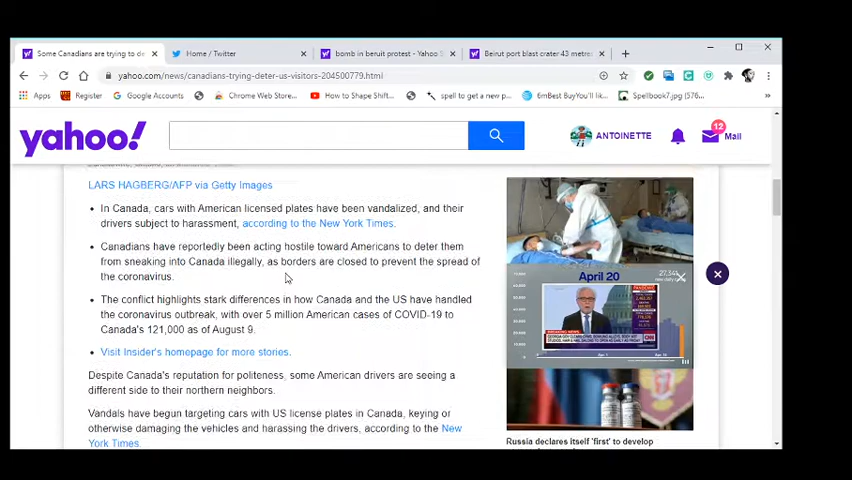 Some Canadians are trying to de
Home / Twitter
bomb in beruit protest - Yahoo
Beirut port blast crater 43 metres
yahoo.com/news/canadians-trying-deter-us-visitors-204500779.html
Apps
Register
Google Accounts
Chrome Web Store...
How to Shape Shift...
spell to get a new p...
6mBest BuyYou'll lik...
Spellbook7.jpg (576...
»
yahoo!
ANTOINETTE
12
Mail
LARS HAGBERG/AFP via Getty Images
• In Canada, cars with American licensed plates have been vandalized, and their
drivers subject to harassment, according to the New York Times.
• Canadians have reportedly been acting hostile toward Americans to deter them
from sneaking into Canada illegally, as borders are closed to prevent the spread of
the coronavirus.
• The conflict highlights stark differences in how Canada and the US have handled
the coronavirus outbreak, with over 5 million American cases of COVID-19 to
Canada's 121,000 as of August 9.
• Visit Insider's homepage for more stories.
Despite Canada's reputation for politeness, some American drivers are seeing a
different side to their northern neighbors.
Vandals have begun targeting cars with US license plates in Canada, keying or
otherwise damaging the vehicles and harassing the drivers, according to the New
York Times.
April 20
CNN
Russia declares itself 'first' to develop